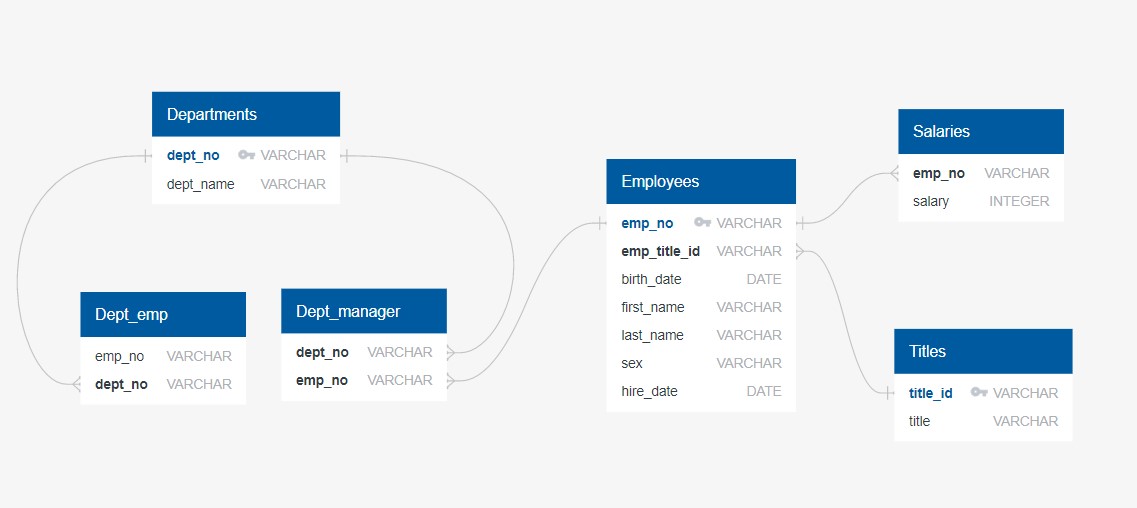 Departments
dept_no VARCHAR
dept_name VARCHAR
Dept_emp
emp_no VARCHAR
dept_no VARCHAR
Dept_manager
dept_no VARCHAR
emp_no VARCHAR
Employees
emp_no VARCHAR
emp_title_id VARCHAR
birth_date DATE
first_name VARCHAR
last_name VARCHAR
sex VARCHAR
hire_date DATE
Salaries
emp_no VARCHAR
salary INTEGER
Titles
title_id VARCHAR
title VARCHAR